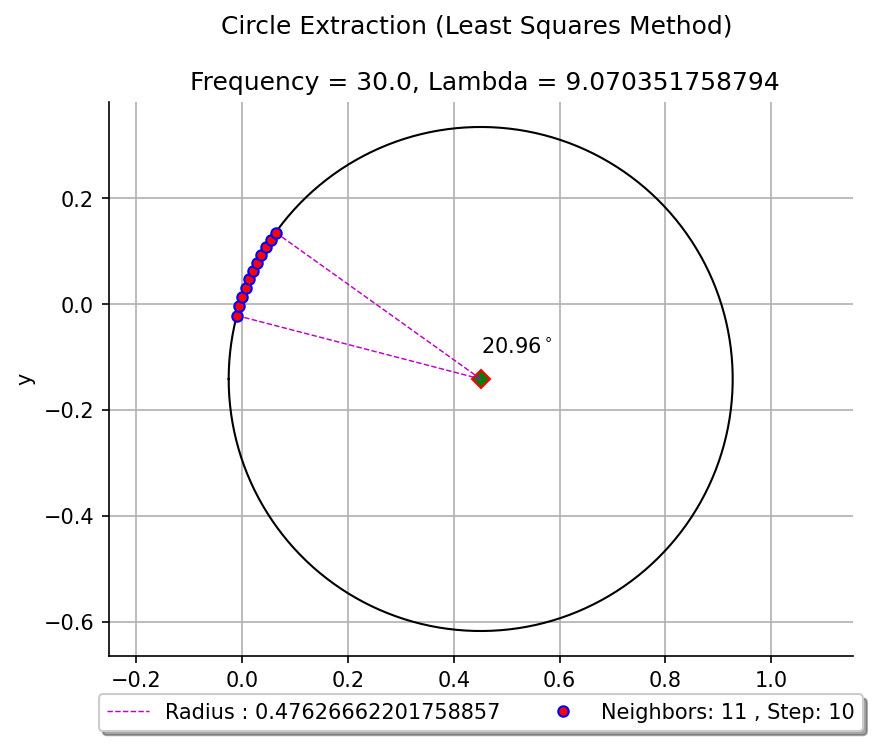 Circle Extraction (Least Squares Method)
Frequency = 30.0, Lambda = 9.070351758794
0.2
0.0
−0.2
−0.4
−0.6
y
20.96°
−0.2 0.0 0.2 0.4 0.6 0.8 1.0
Radius : 0.47626662201758857 Neighbors: 11 , Step: 10